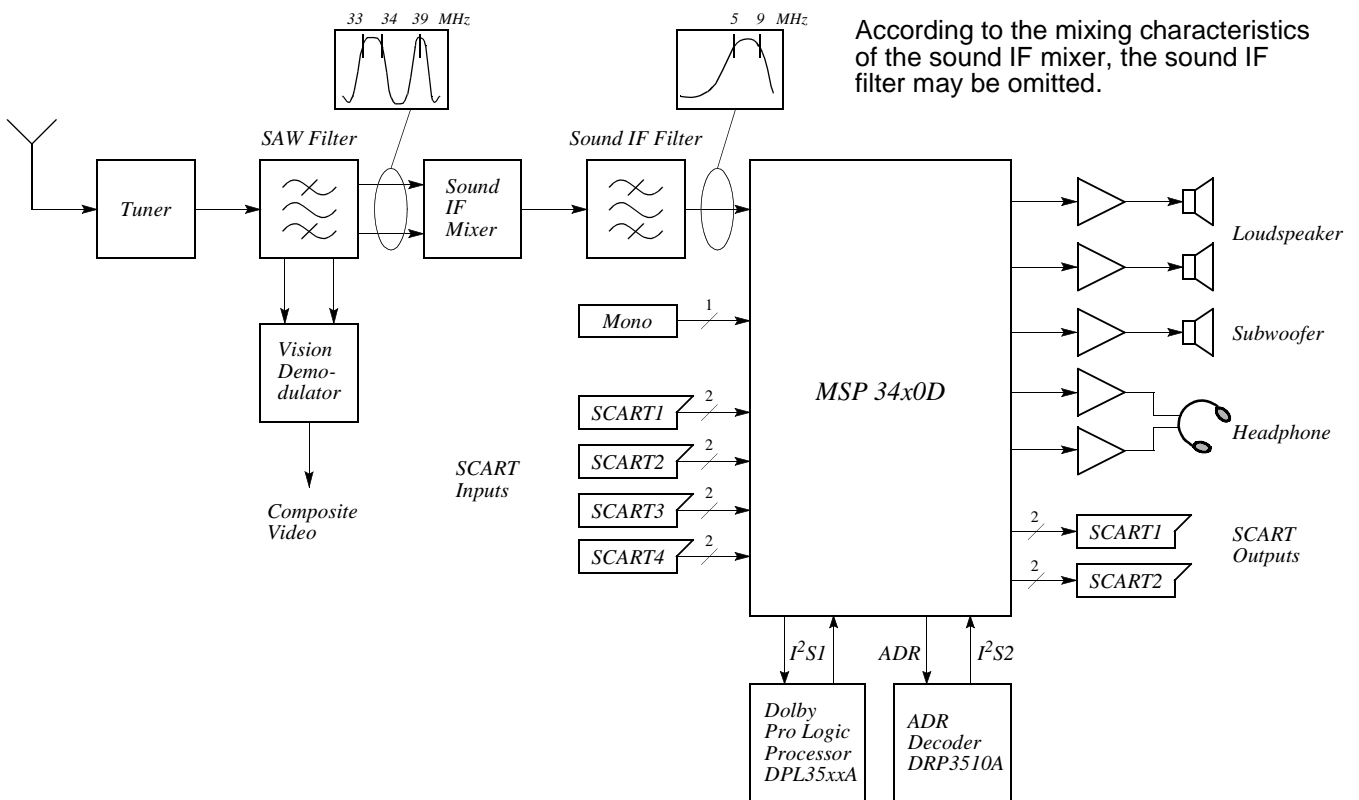 33 34 39 MHz
5 9 MHz
According to the mixing characteristics
of the sound IF mixer, the sound IF
filter may be omitted.
SAW Filter
Sound IF Filter
Tuner
Sound
IF
Mixer
Loudspeaker
Mono
1
Vision
Demo-
dulator
Subwoofer
MSP 34x0D
SCART1
2
SCART2
2
SCART3
2
SCART4
2
SCART
Inputs
Headphone
Composite
Video
2
SCART1
2
SCART2
SCART
Outputs
I²S1
ADR
I²S2
Dolby
Pro Logic
Processor
DPL35xxA
ADR
Decoder
DRP3510A